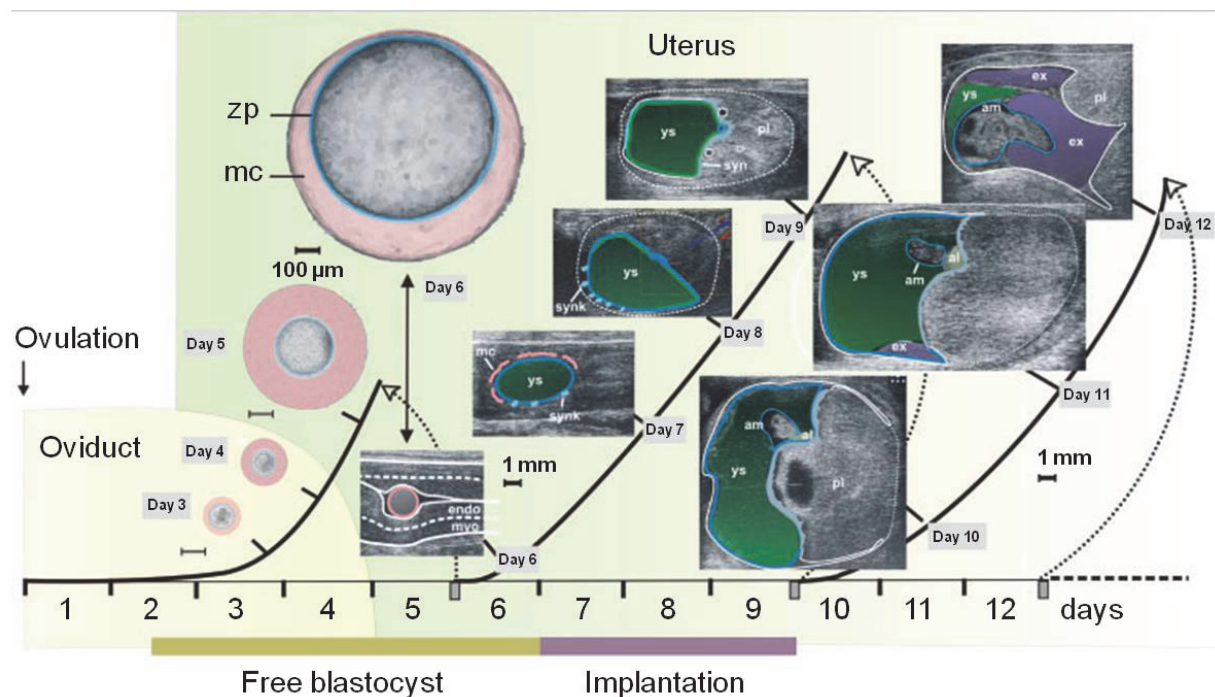 Uterus
zp
mc
100 µm
Day 6
Day 5
Ovulation
Oviduct
Day 4
Day 3
endo
myo
Day 6
mc
ys
synk
Day 7
1 mm
ys
synk
Day 8
ys
pl
syn
Day 9
am
al
ys
pl
Day 10
ys
am
al
ex
Day 11
1 mm
ex
ys
am
pl
ex
Day 12
1 2 3 4 5 6 7 8 9 10 11 12 days
Free blastocyst
Implantation